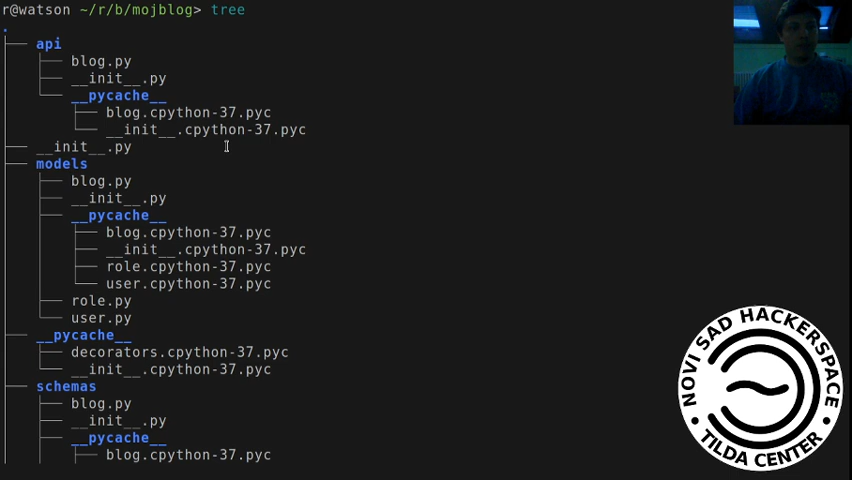 r@watson ~/r/b/mojblog> tree
.
├── api
│   ├── blog.py
│   ├── __init__.py
│   └── __pycache__
│       ├── blog.cpython-37.pyc
│       └── __init__.cpython-37.pyc
├── __init__.py
├── models
│   ├── blog.py
│   ├── __init__.py
│   ├── __pycache__
│   │   ├── blog.cpython-37.pyc
│   │   ├── __init__.cpython-37.pyc
│   │   ├── role.cpython-37.pyc
│   │   └── user.cpython-37.pyc
│   ├── role.py
│   └── user.py
├── __pycache__
│   ├── decorators.cpython-37.pyc
│   └── __init__.cpython-37.pyc
├── schemas
│   ├── blog.py
│   ├── __init__.py
│   ├── __pycache__
│   │   ├── blog.cpython-37.pyc
NOVI SAD HACKERSPACE
• TILDA CENTER •